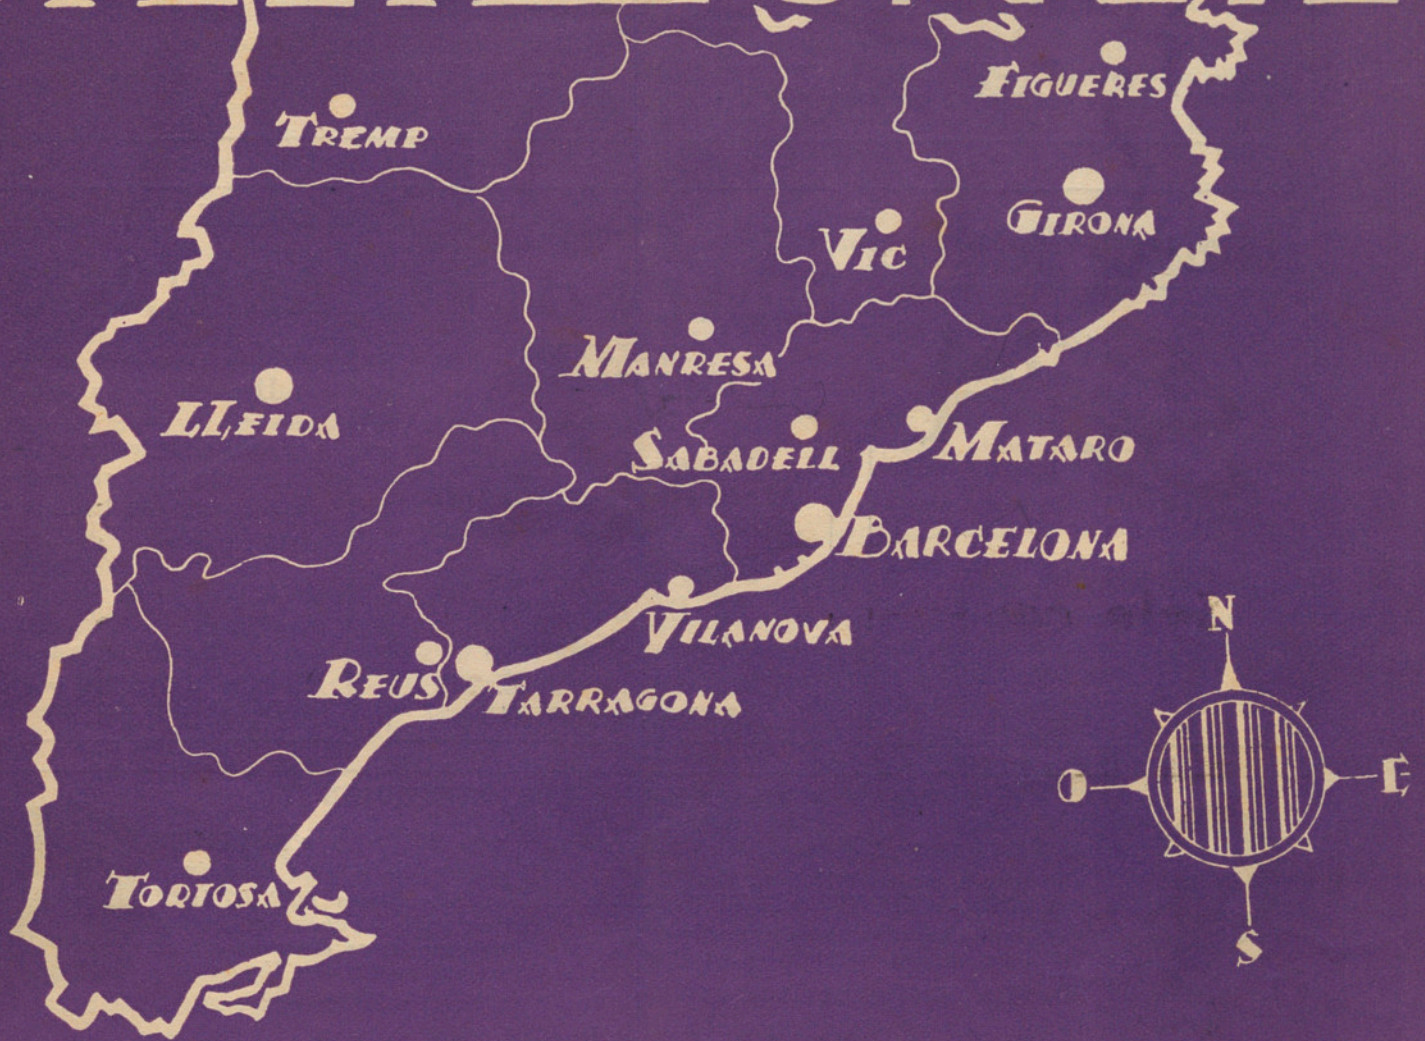 FIGUERES
TREMP
GIRONA
VIC
MANRESA
LLEIDA
SABADELL
MATARO
BARCELONA
VILANOVA
REUS
TARRAGONA
TORTOSA
N
O
E
S